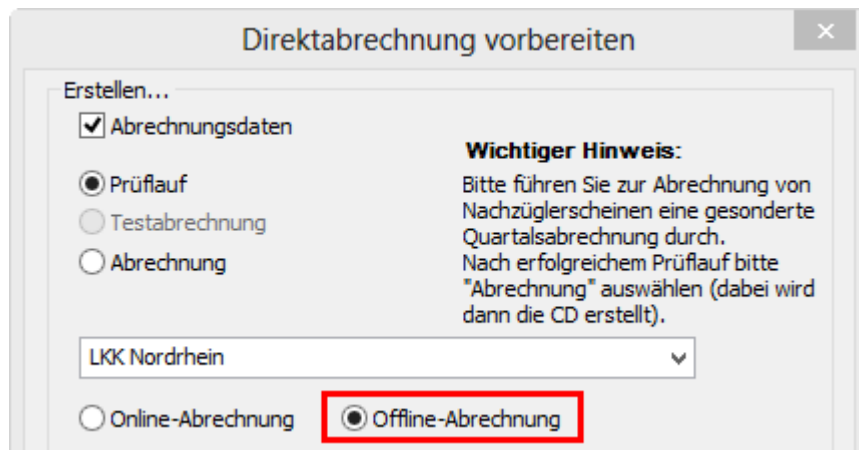 Direktabrechnung vorbereiten
Erstellen...
Abrechnungsdaten
Wichtiger Hinweis:
Prüflauf
Testabrechnung
Abrechnung
Bitte führen Sie zur Abrechnung von
Nachzüglerscheinen eine gesonderte
Quartalsabrechnung durch.
Nach erfolgreichem Prüflauf bitte
"Abrechnung" auswählen (dabei wird
dann die CD erstellt).
LKK Nordrhein
Online-Abrechnung
Offline-Abrechnung